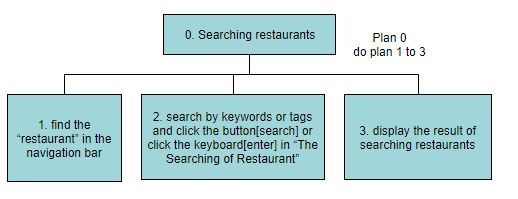 0. Searching restaurants
Plan 0
do plan 1 to 3
1. find the
“restaurant” in the
navigation bar
2. search by keywords or tags
and click the button[search] or
click the keyboard[enter] in “The
Searching of Restaurant”
3. display the result of
searching restaurants